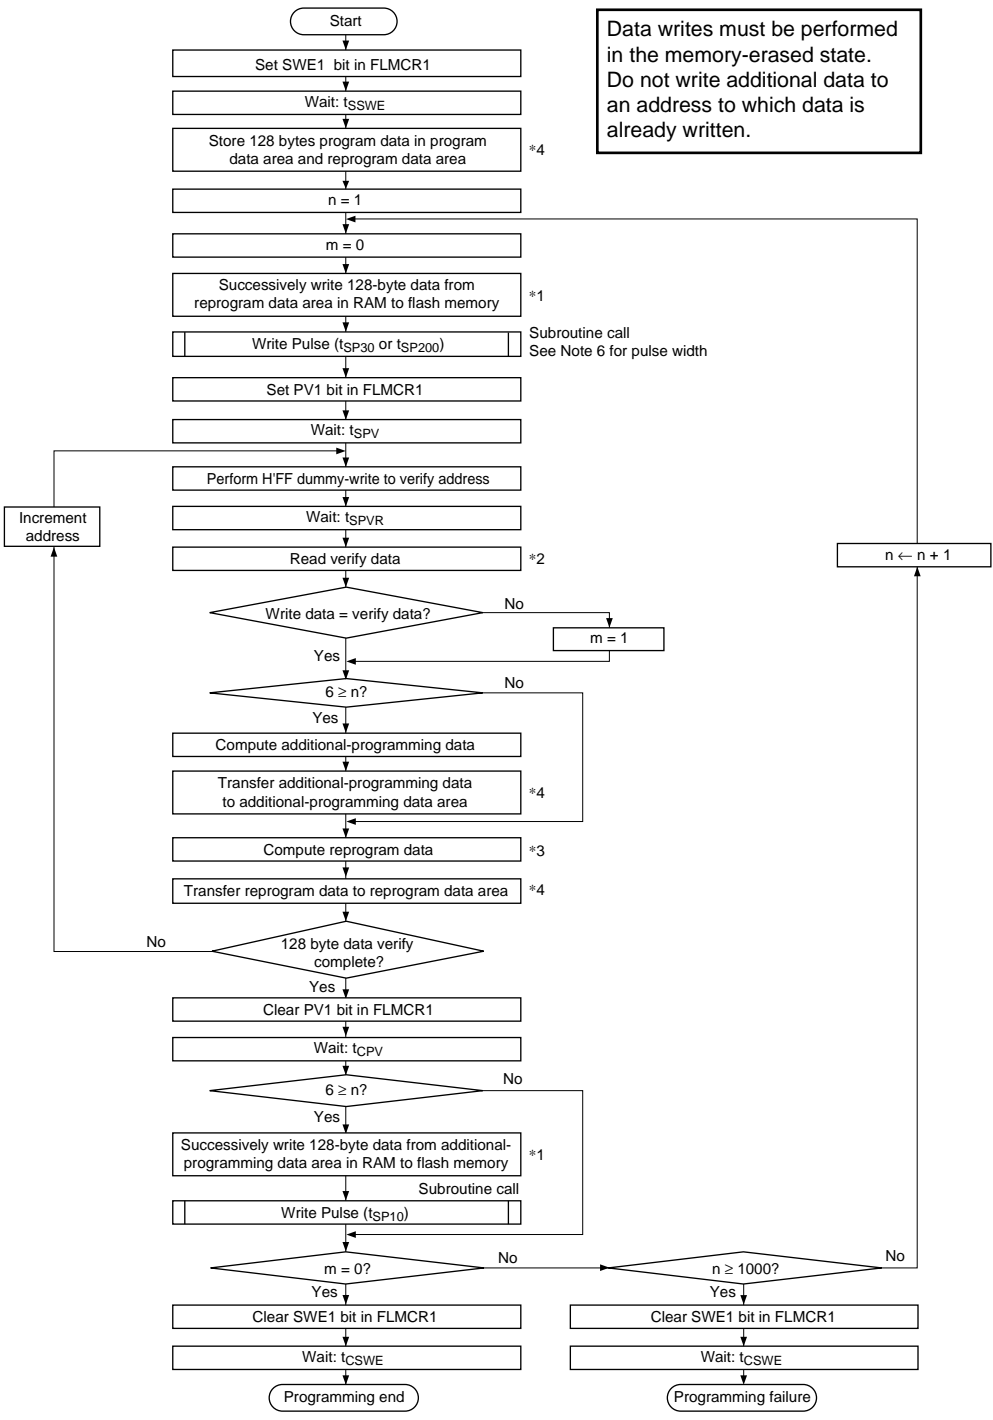 Start
Data writes must be performed
in the memory-erased state.
Do not write additional data to
an address to which data is
already written.
Set SWE1 bit in FLMCR1
Wait: tSSWE
Store 128 bytes program data in program
data area and reprogram data area
*4
n = 1
m = 0
Successively write 128-byte data from
reprogram data area in RAM to flash memory
*1
Write Pulse (tSP30 or tSP200)
Subroutine call
See Note 6 for pulse width
Set PV1 bit in FLMCR1
Wait: tSPV
Perform H'FF dummy-write to verify address
Increment
address
Wait: tSPVR
Read verify data
*2
n ← n + 1
Write data = verify data?
No
m = 1
Yes
6 ≥ n?
No
Yes
Compute additional-programming data
Transfer additional-programming data
to additional-programming data area
*4
Compute reprogram data
*3
Transfer reprogram data to reprogram data area
*4
No
128 byte data verify
complete?
Yes
Clear PV1 bit in FLMCR1
Wait: tCPV
6 ≥ n?
No
Yes
Successively write 128-byte data from additional-
programming data area in RAM to flash memory
*1
Subroutine call
Write Pulse (tSP10)
m = 0?
No
n ≥ 1000?
No
Yes
Yes
Clear SWE1 bit in FLMCR1
Clear SWE1 bit in FLMCR1
Wait: tCSWE
Wait: tCSWE
Programming end
Programming failure